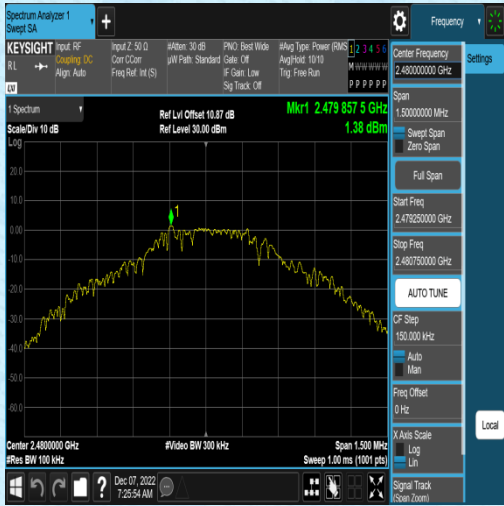 Spectrum Analyzer 1
Swept SA
+
Frequency
KEYSIGHT
RL
LV
Input: RF
Coupling: DC
Align: Auto
Input Z: 50 Ω
Corr CCorr
Freq Ref: Int (S)
#Atten: 30 dB
µW Path: Standard
PNO: Best Wide
Gate: Off
IF Gain: Low
Sig Track: Off
#Avg Type: Power (RMS
Avg|Hold: 10/10
Trig: Free Run
1 2 3 4 5 6
M W W W W W
P P P P P P
1 Spectrum
Scale/Div 10 dB
Log
Ref Lvl Offset 10.87 dB
Ref Level 30.00 dBm
Mkr1 2.479 857 5 GHz
1.38 dBm
20.0
10.0
0.00
-10.0
-20.0
-30.0
-40.0
-50.0
-60.0
1
Center 2.4800000 GHz
#Res BW 100 kHz
#Video BW 300 kHz
Span 1.500 MHz
Sweep 1.00 ms (1001 pts)
Dec 07, 2022
7:25:54 AM
?
Center Frequency
2.480000000 GHz
Settings
Span
1.50000000 MHz
Swept Span
Zero Span
Full Span
Start Freq
2.479250000 GHz
Stop Freq
2.480750000 GHz
AUTO TUNE
CF Step
150.000 kHz
Auto
Man
Freq Offset
0 Hz
X Axis Scale
Log
Lin
Local
Signal Track
(Span Zoom)